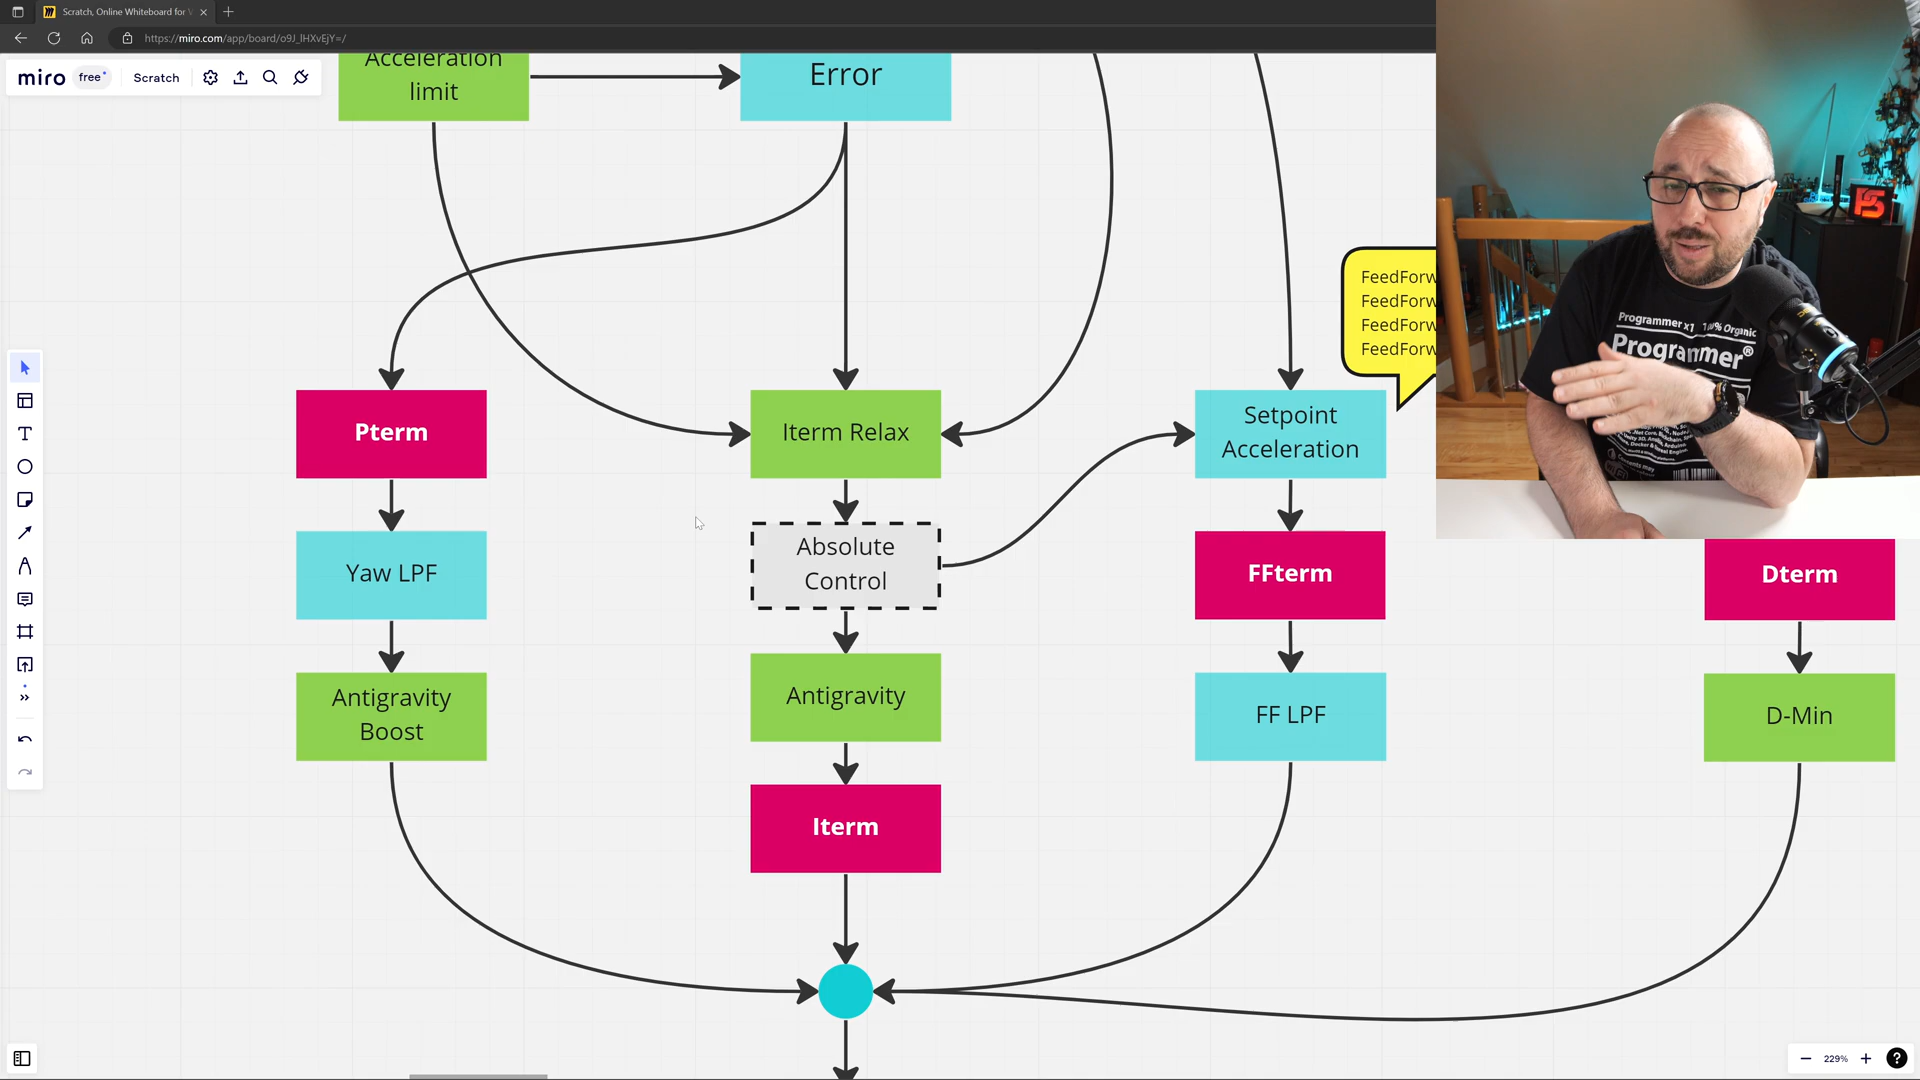 Scratch, Online Whiteboard for
https://miro.com/app/board/o9J_lHXvEjY=/
miro
free
Scratch
Acceleration
limit
Error
FeedForw
FeedForw
FeedForw
FeedForw
Programmer x1
% Organic
Programmer®
Pterm
Iterm Relax
Setpoint
Acceleration
Yaw LPF
Absolute
Control
FFterm
Dterm
Antigravity
Boost
Antigravity
FF LPF
D-Min
Iterm
229%